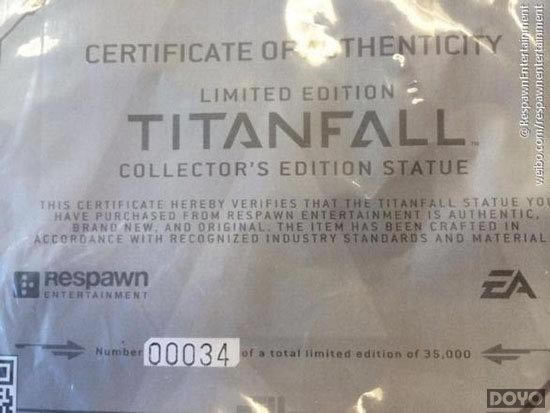 CERTIFICATE OF AUTHENTICITY
LIMITED EDITION
TITANFALL™
COLLECTOR'S EDITION STATUE
THIS CERTIFICATE HEREBY VERIFIES THAT THE TITANFALL STATUE YOU
HAVE PURCHASED FROM RESPAWN ENTERTAINMENT IS AUTHENTIC,
BRAND NEW, AND ORIGINAL. THE ITEM HAS BEEN CRAFTED IN
ACCORDANCE WITH RECOGNIZED INDUSTRY STANDARDS AND MATERIAL
Respawn
ENTERTAINMENT
EA
Number 00034 of a total limited edition of 35,000
@RespawnEntertainment
weibo.com/respawnentertainment
DOYO